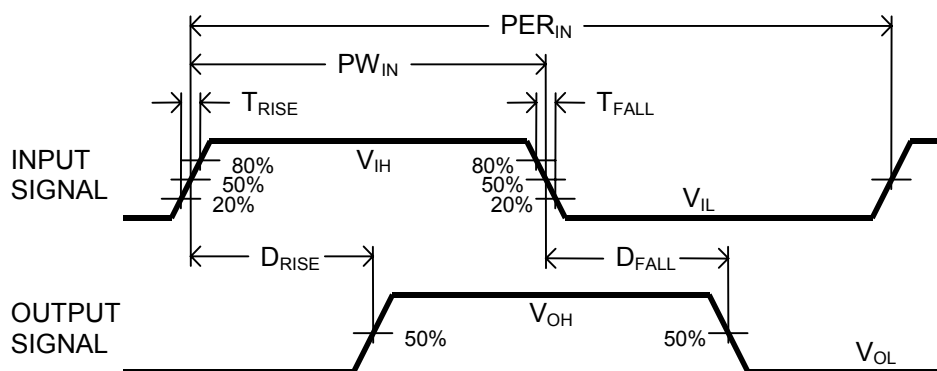 PER_IN
PW_IN
T_RISE
T_FALL
INPUT
SIGNAL
80%
50%
20%
V_IH
80%
50%
20%
V_IL
D_RISE
D_FALL
OUTPUT
SIGNAL
50%
V_OH
50%
V_OL